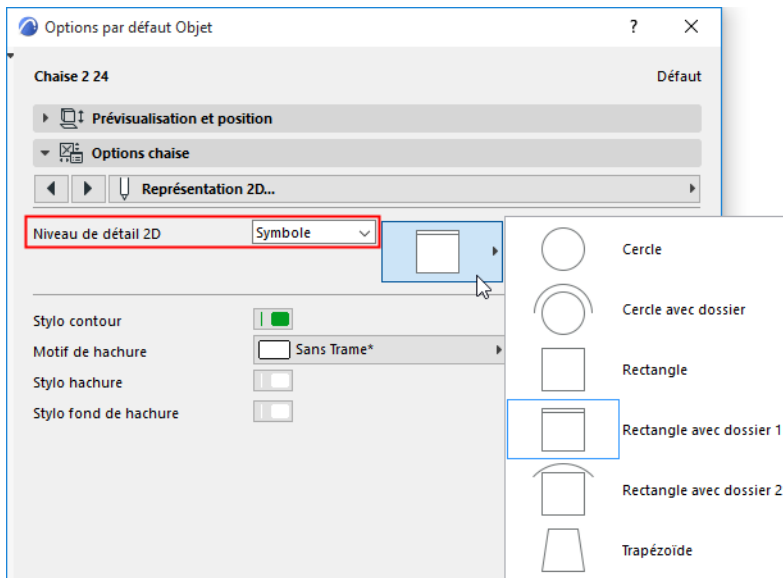 Options par défaut Objet
?
Chaise 2 24
Défaut
Prévisualisation et position
Options chaise
Représentation 2D...
Niveau de détail 2D
Symbole
Cercle
Cercle avec dossier
Rectangle
Rectangle avec dossier 1
Rectangle avec dossier 2
Trapézoïde
Stylo contour
Motif de hachure
Sans Trame*
Stylo hachure
Stylo fond de hachure